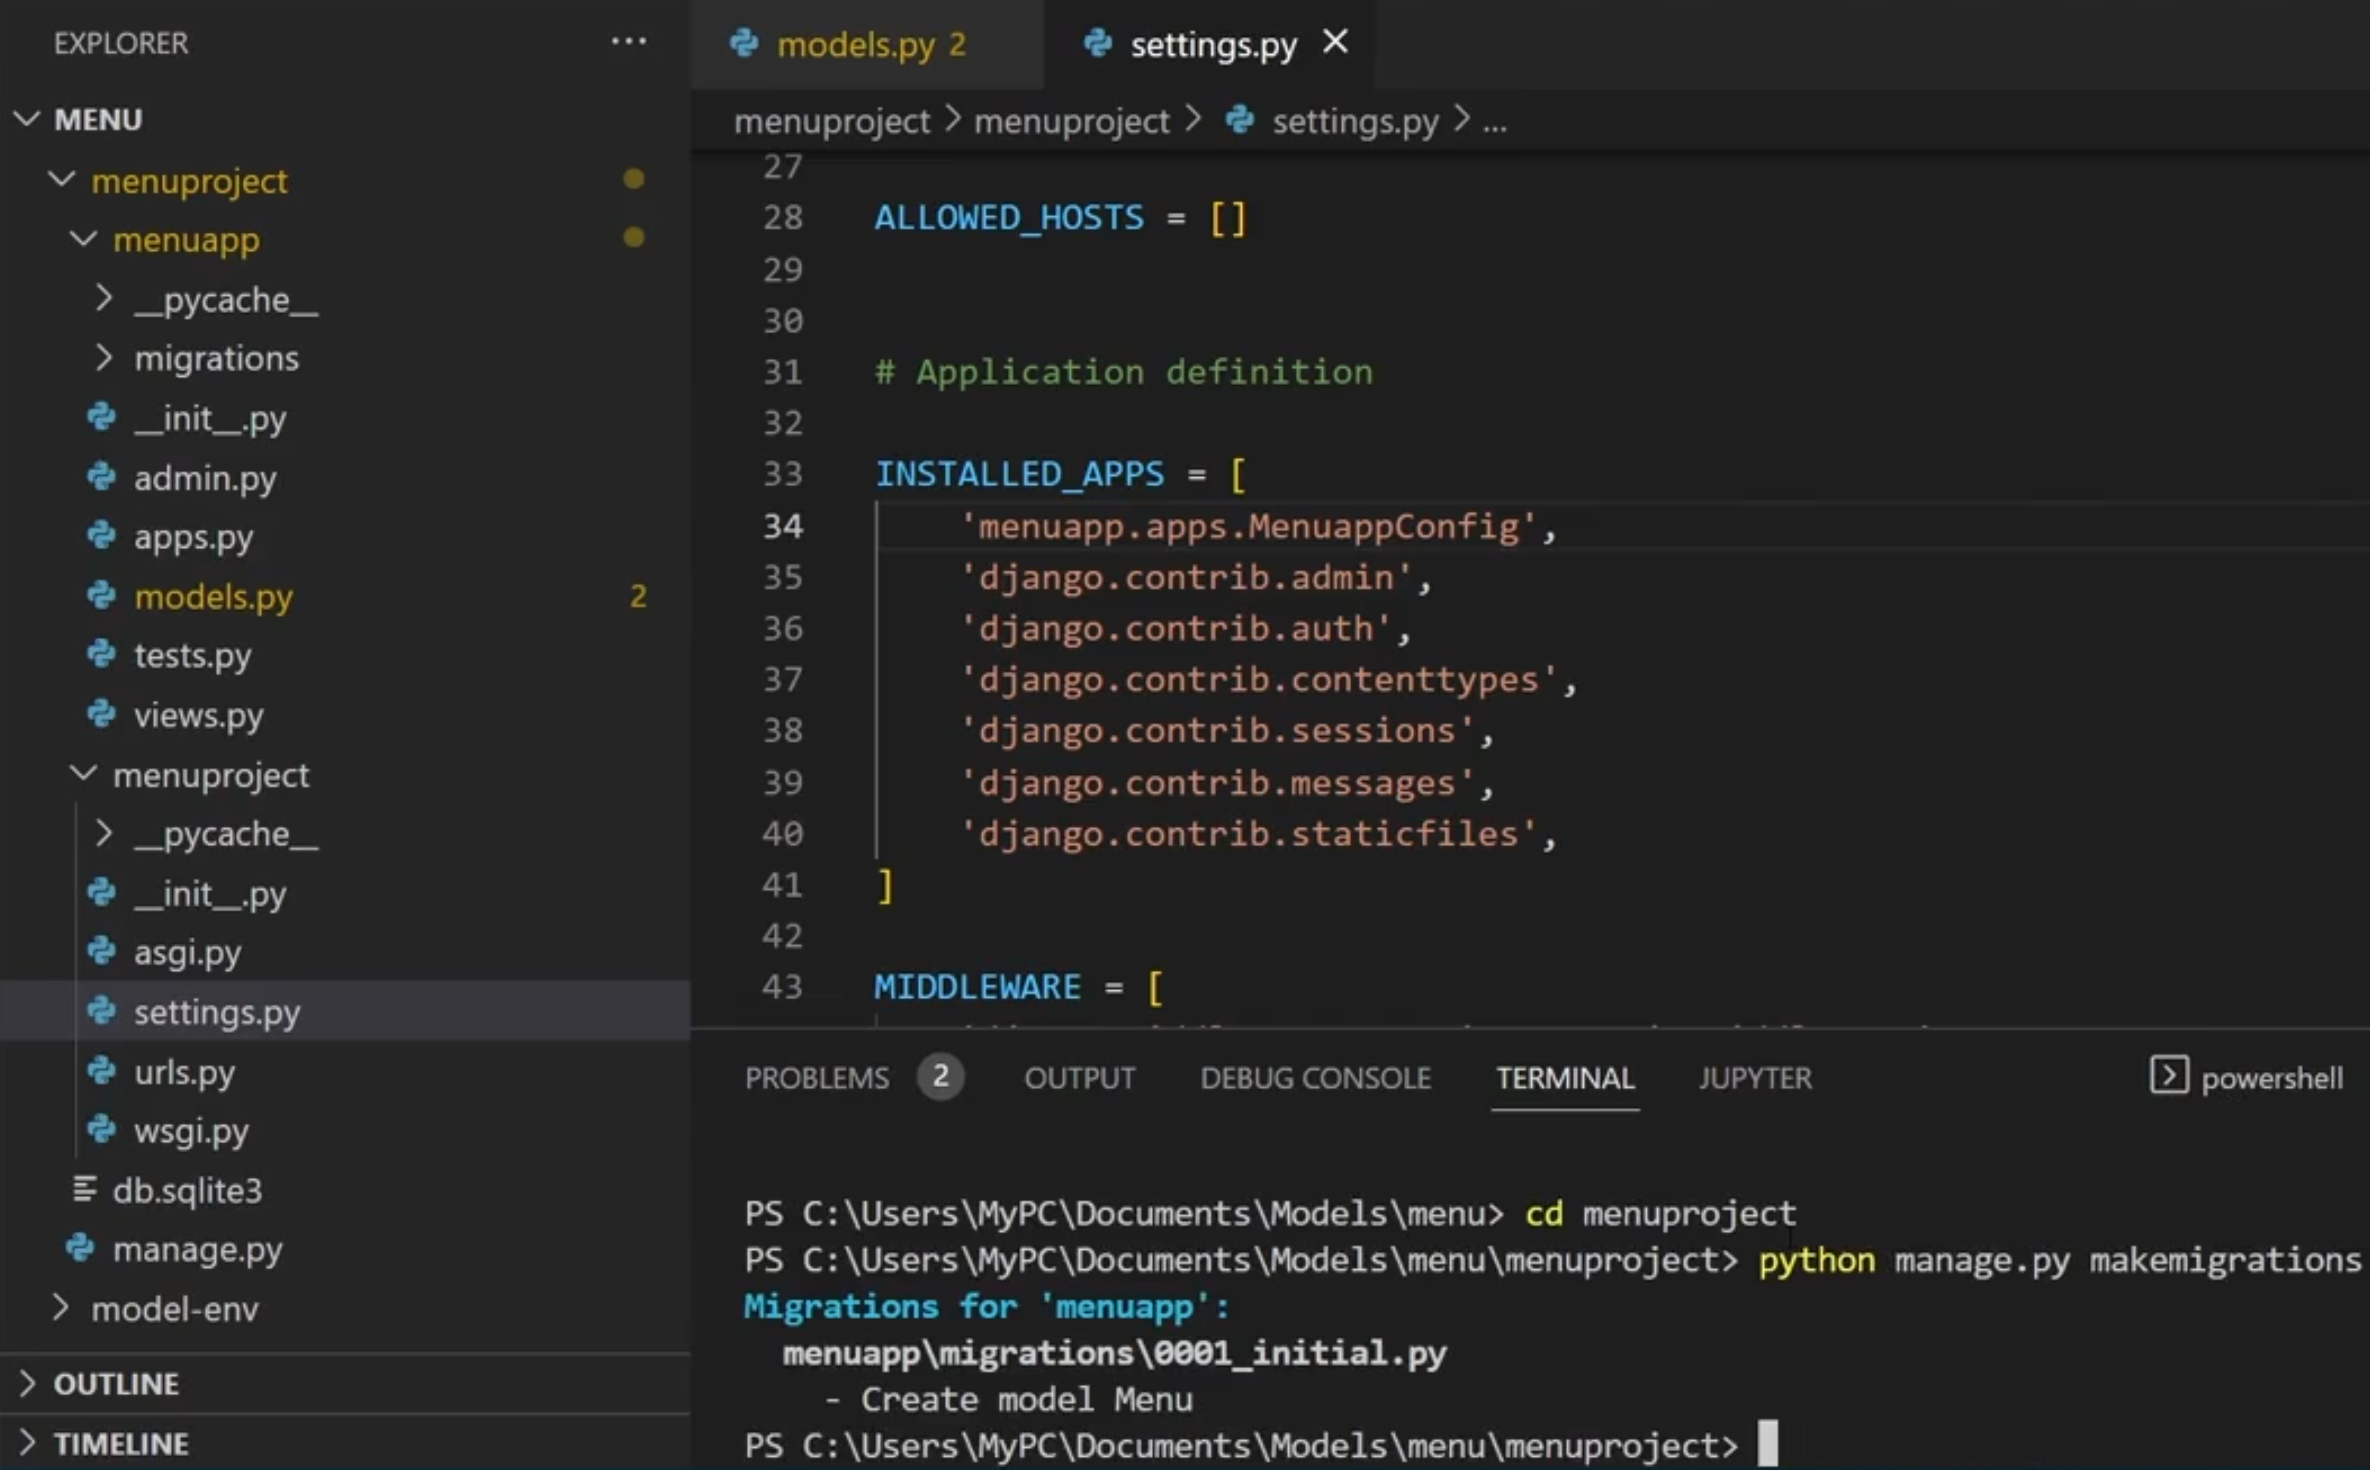 EXPLORER
MENU
menuproject
menuapp
__pycache__
migrations
__init__.py
admin.py
apps.py
models.py 2
tests.py
views.py
menuproject
__pycache__
__init__.py
asgi.py
settings.py
urls.py
wsgi.py
db.sqlite3
manage.py
model-env
OUTLINE
TIMELINE
models.py 2 settings.py
menuproject > menuproject > settings.py > ...
27
28 ALLOWED_HOSTS = []
29
30
31 # Application definition
32
33 INSTALLED_APPS = [
34 'menuapp.apps.MenuappConfig',
35 'django.contrib.admin',
36 'django.contrib.auth',
37 'django.contrib.contenttypes',
38 'django.contrib.sessions',
39 'django.contrib.messages',
40 'django.contrib.staticfiles',
41 ]
42
43 MIDDLEWARE = [
PROBLEMS 2 OUTPUT DEBUG CONSOLE TERMINAL JUPYTER powershell
PS C:\Users\MyPC\Documents\Models\menu> cd menuproject
PS C:\Users\MyPC\Documents\Models\menu\menuproject> python manage.py makemigrations
Migrations for 'menuapp':
menuapp\migrations\0001_initial.py
- Create model Menu
PS C:\Users\MyPC\Documents\Models\menu\menuproject>